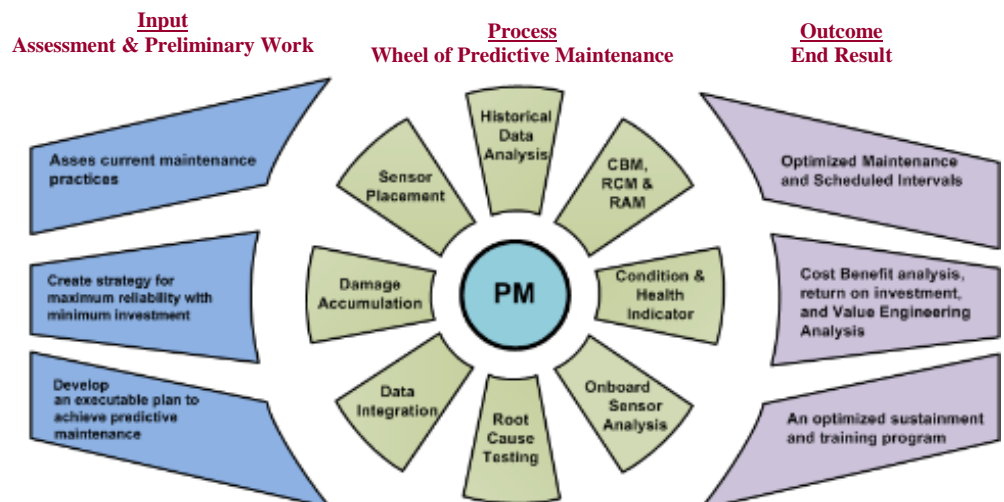 Input
Assessment & Preliminary Work
Process
Wheel of Predictive Maintenance
Outcome
End Result
Asses current maintenance
practices
Create strategy for
maximum reliability with
minimum investment
Develop
an executable plan to
achieve predictive
maintenance
Historical
Data
Analysis
CBM,
RCM &
RAM
Condition &
Health
Indicator
Onboard
Sensor
Analysis
Root
Cause
Testing
Data
Integration
Damage
Accumulation
Sensor
Placement
PM
Optimized Maintenance
and Scheduled Intervals
Cost Benefit analysis,
return on investment,
and Value Engineering
Analysis
An optimized sustainment
and training program